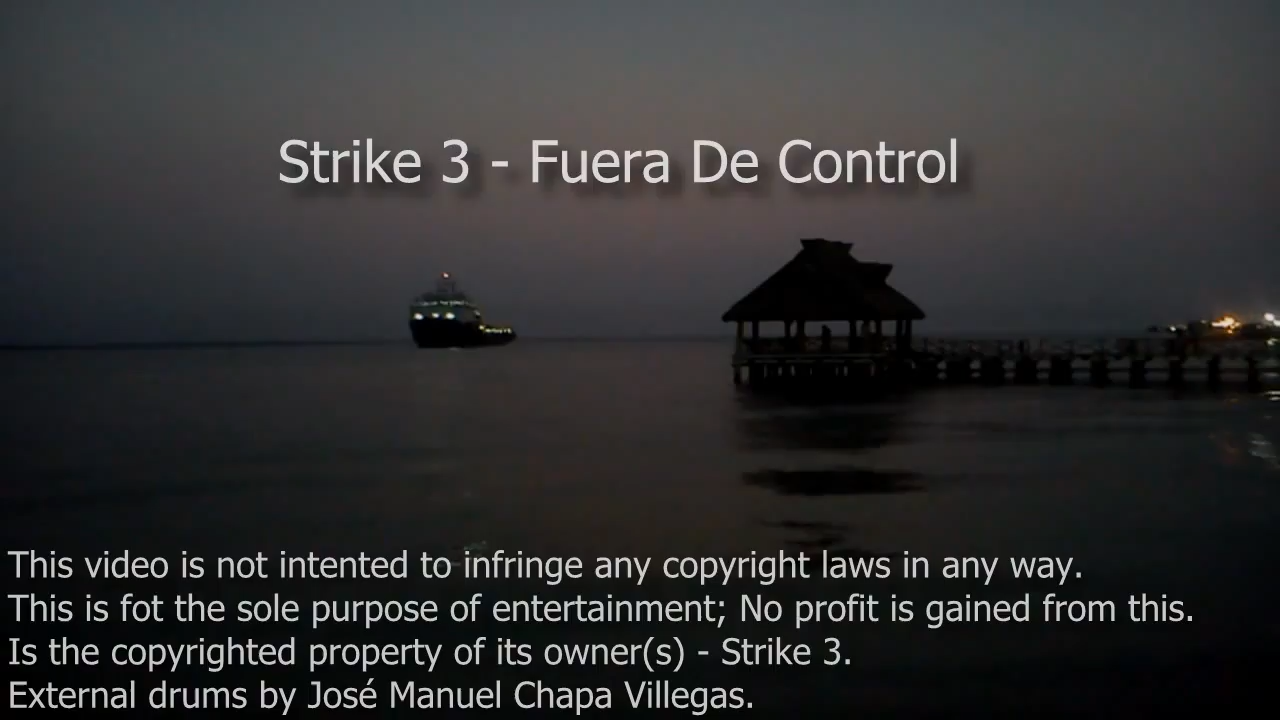 Strike 3 - Fuera De Control
This video is not intented to infringe any copyright laws in any way.
This is fot the sole purpose of entertainment; No profit is gained from this.
Is the copyrighted property of its owner(s) - Strike 3.
External drums by José Manuel Chapa Villegas.